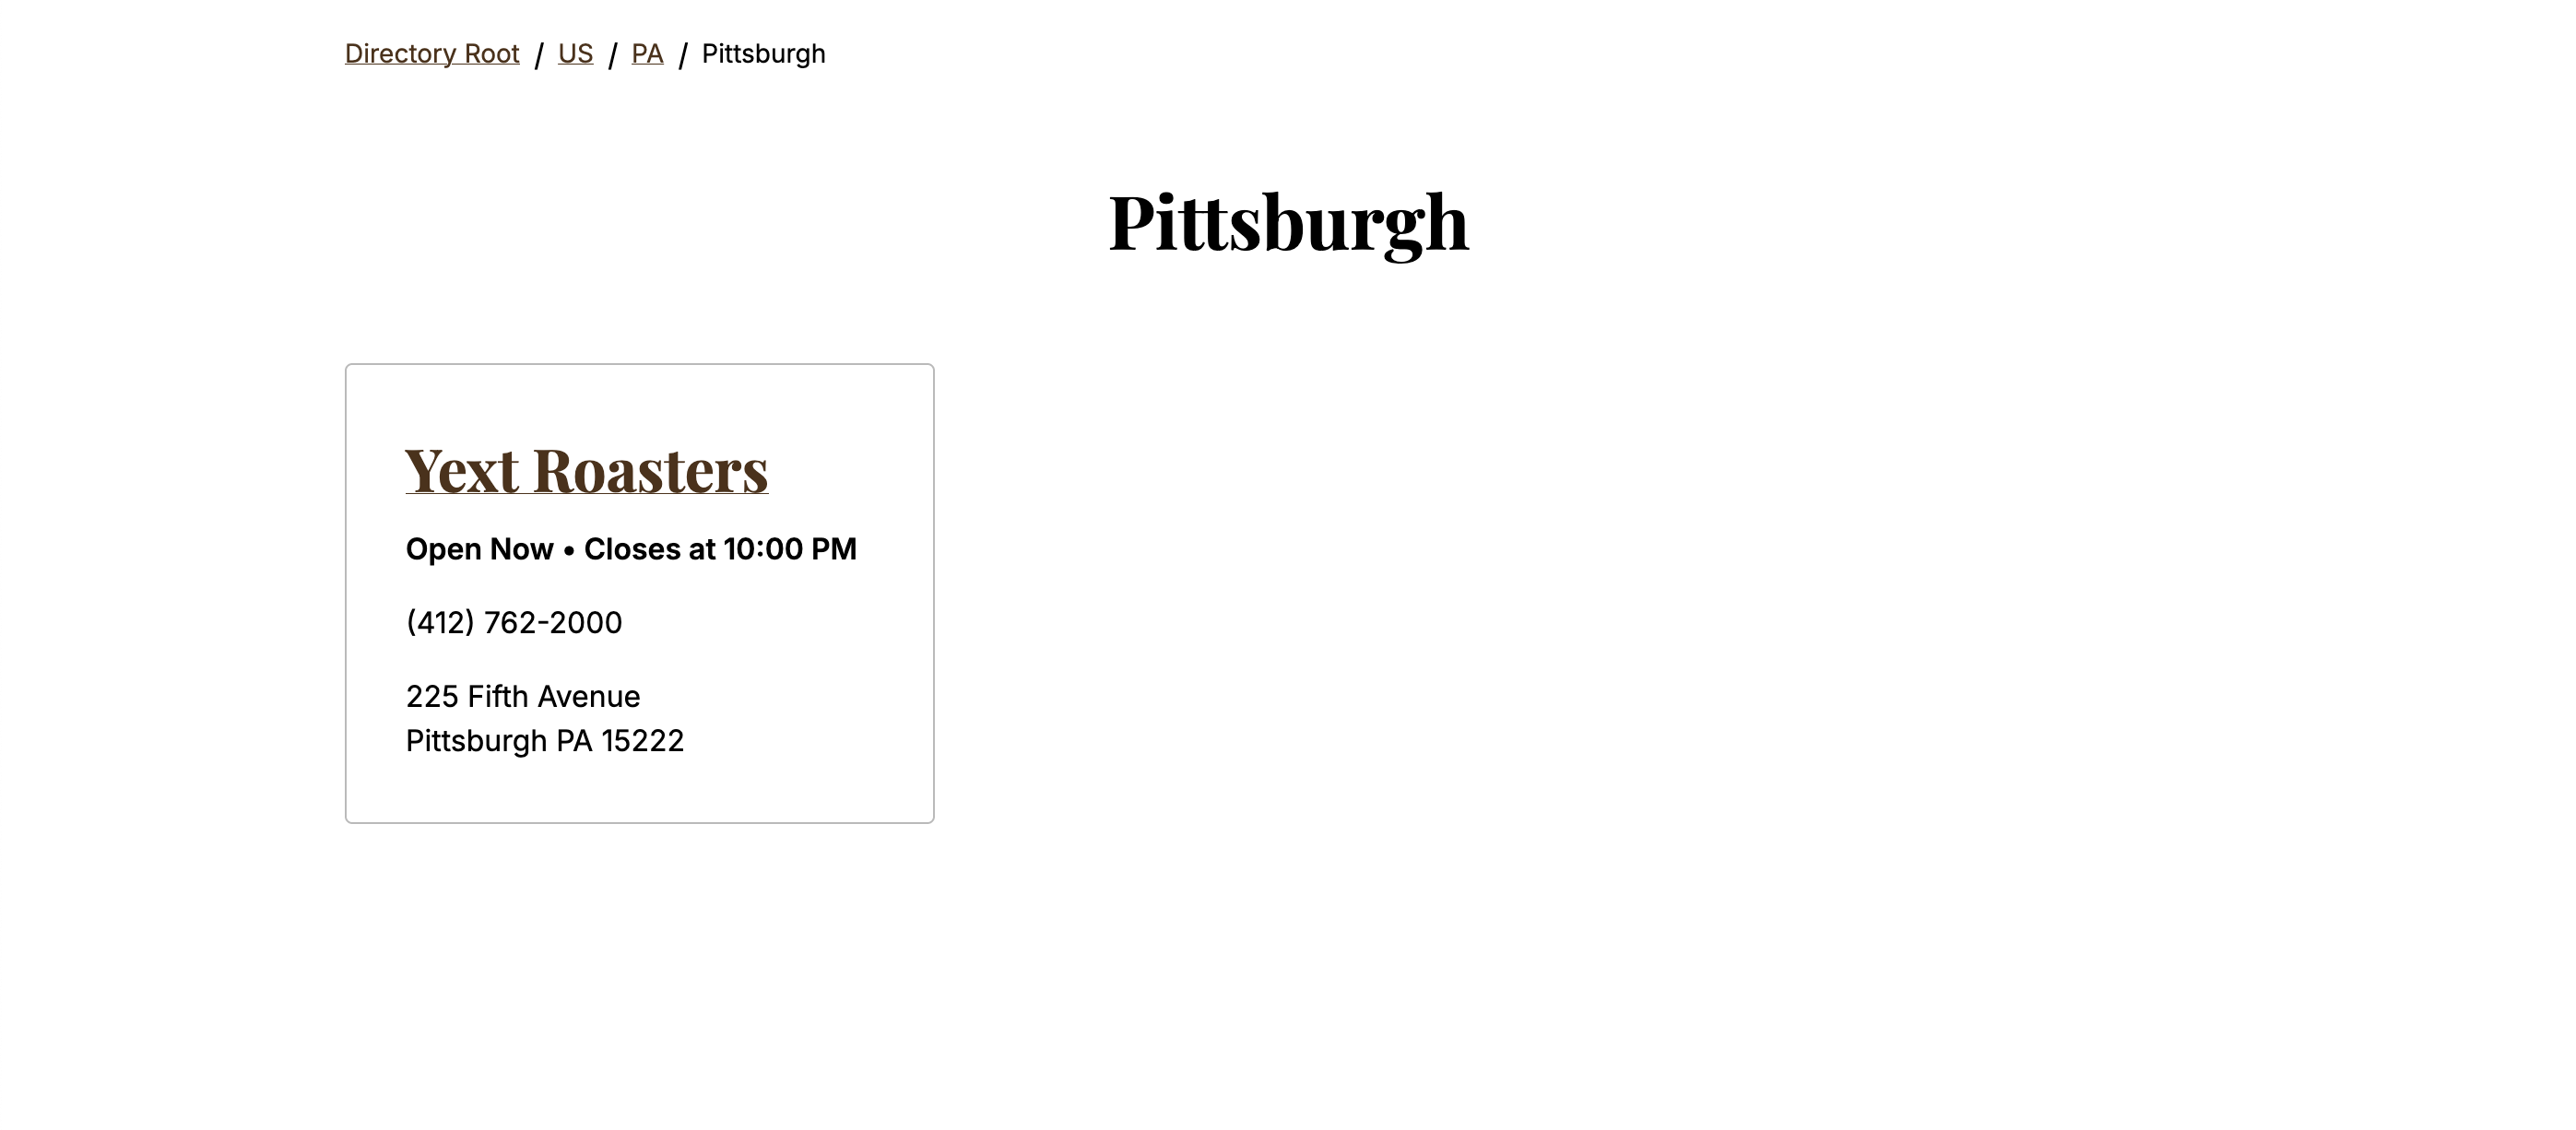 Directory Root / US / PA / Pittsburgh
Pittsburgh
Yext Roasters
Open Now • Closes at 10:00 PM
(412) 762-2000
225 Fifth Avenue
Pittsburgh PA 15222